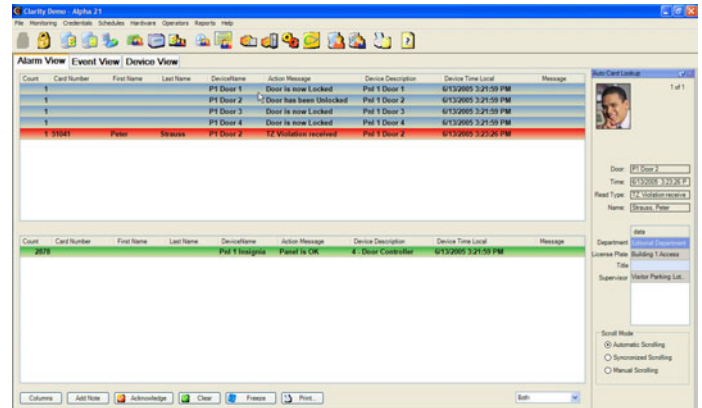 Clarity Demo - Alpha 21
File Monitoring Credentials Schedules Hardware Operators Reports Help
Alarm View Event View Device View
Count Card Number First Name Last Name DeviceName Action Message Device Description Device Time Local Message
1 P1 Door 1 Door is now Locked Pnl 1 Door 1 6/13/2005 3:21:59 PM
1 P1 Door 2 Door has been Unlocked Pnl 1 Door 2 6/13/2005 3:21:59 PM
1 P1 Door 3 Door is now Locked Pnl 1 Door 3 6/13/2005 3:21:59 PM
1 P1 Door 4 Door is now Locked Pnl 1 Door 4 6/13/2005 3:21:59 PM
1 31041 Peter Strauss P1 Door 2 TZ Violation received Pnl 1 Door 2 6/13/2005 3:23:26 PM
Count Card Number First Name Last Name DeviceName Action Message Device Description Device Time Local Message
2678 Pnl 1 Insignia Panel is OK 4 - Door Controller 6/13/2005 3:21:59 PM
Columns Add Note Acknowledge Clear Freeze Print... Both
Auto Card Lookup
1 of 1
Door: P1 Door 2
Time: 6/13/2005 3:23:26 P
Read Type: TZ Violation receive
Name: Strauss, Peter
data
Department Editorial Department
License Plate Building 1 Access
Title
Supervisor Visitor Parking Lot..
Scroll Mode
Automatic Scrolling
Syncronized Scrolling
Manual Scrolling